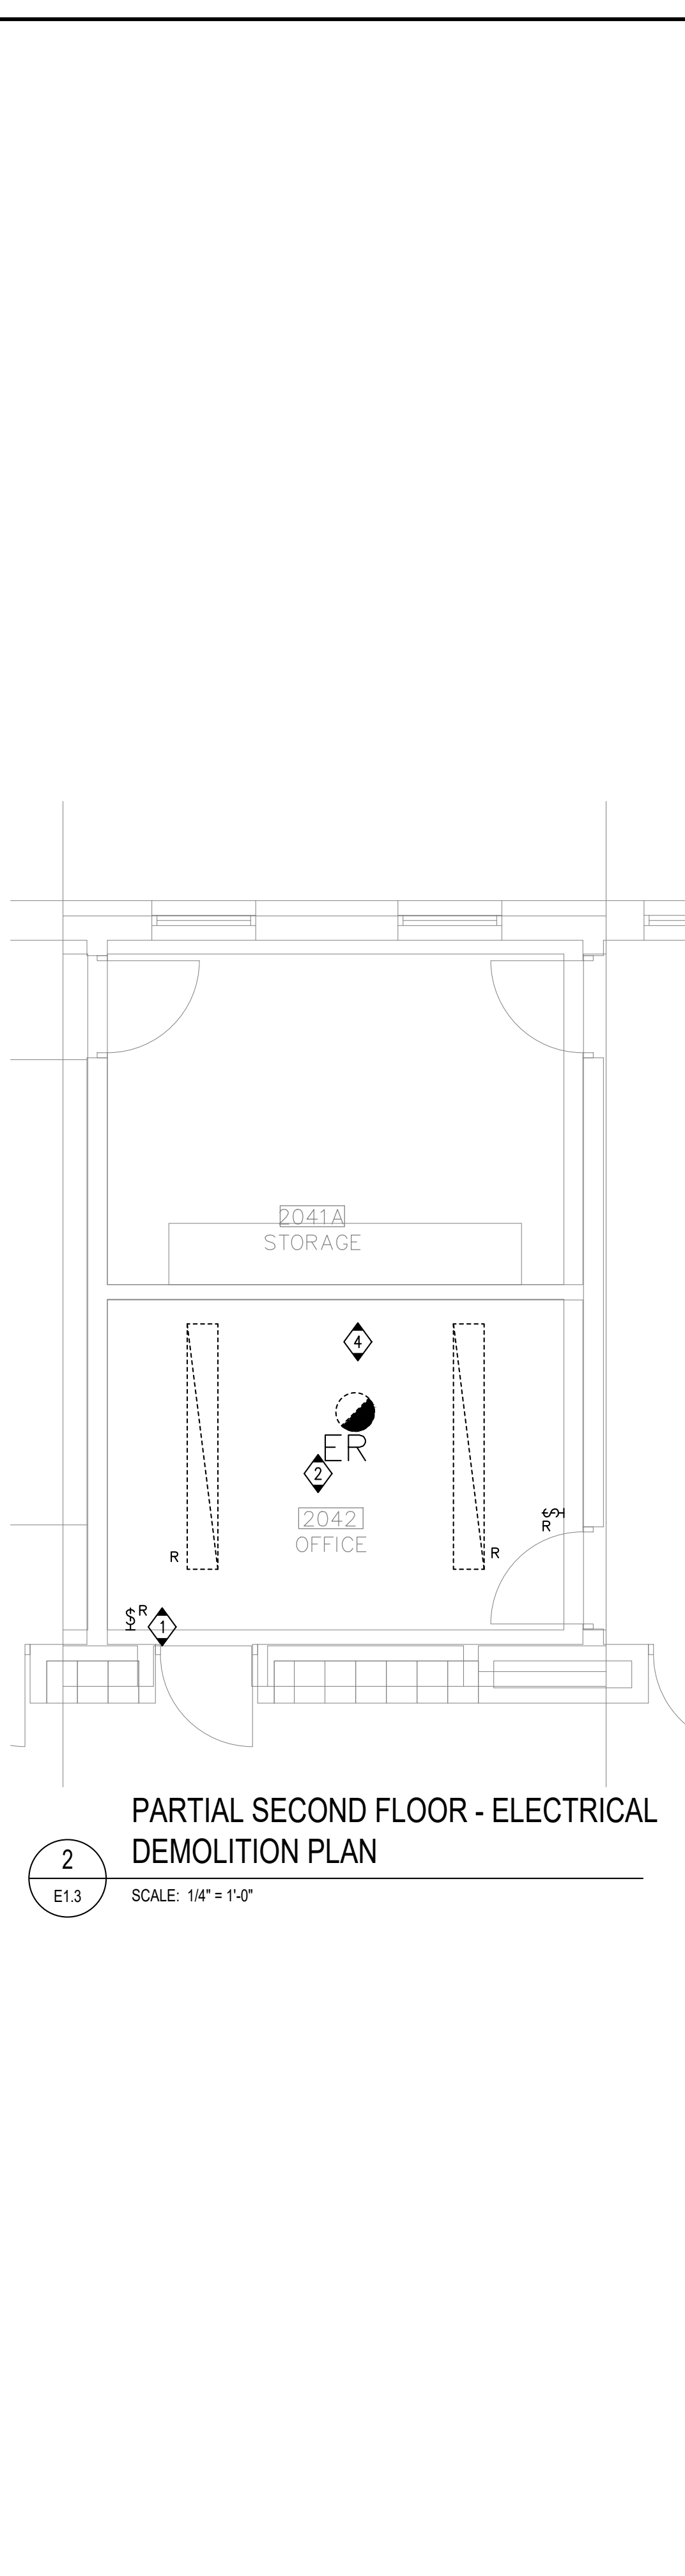 2041A
STORAGE
4
ER
2
2042
OFFICE
$
R
R
R
$
R
1
PARTIAL SECOND FLOOR - ELECTRICAL
DEMOLITION PLAN
2
E1.3
SCALE: 1/4" = 1'-0"